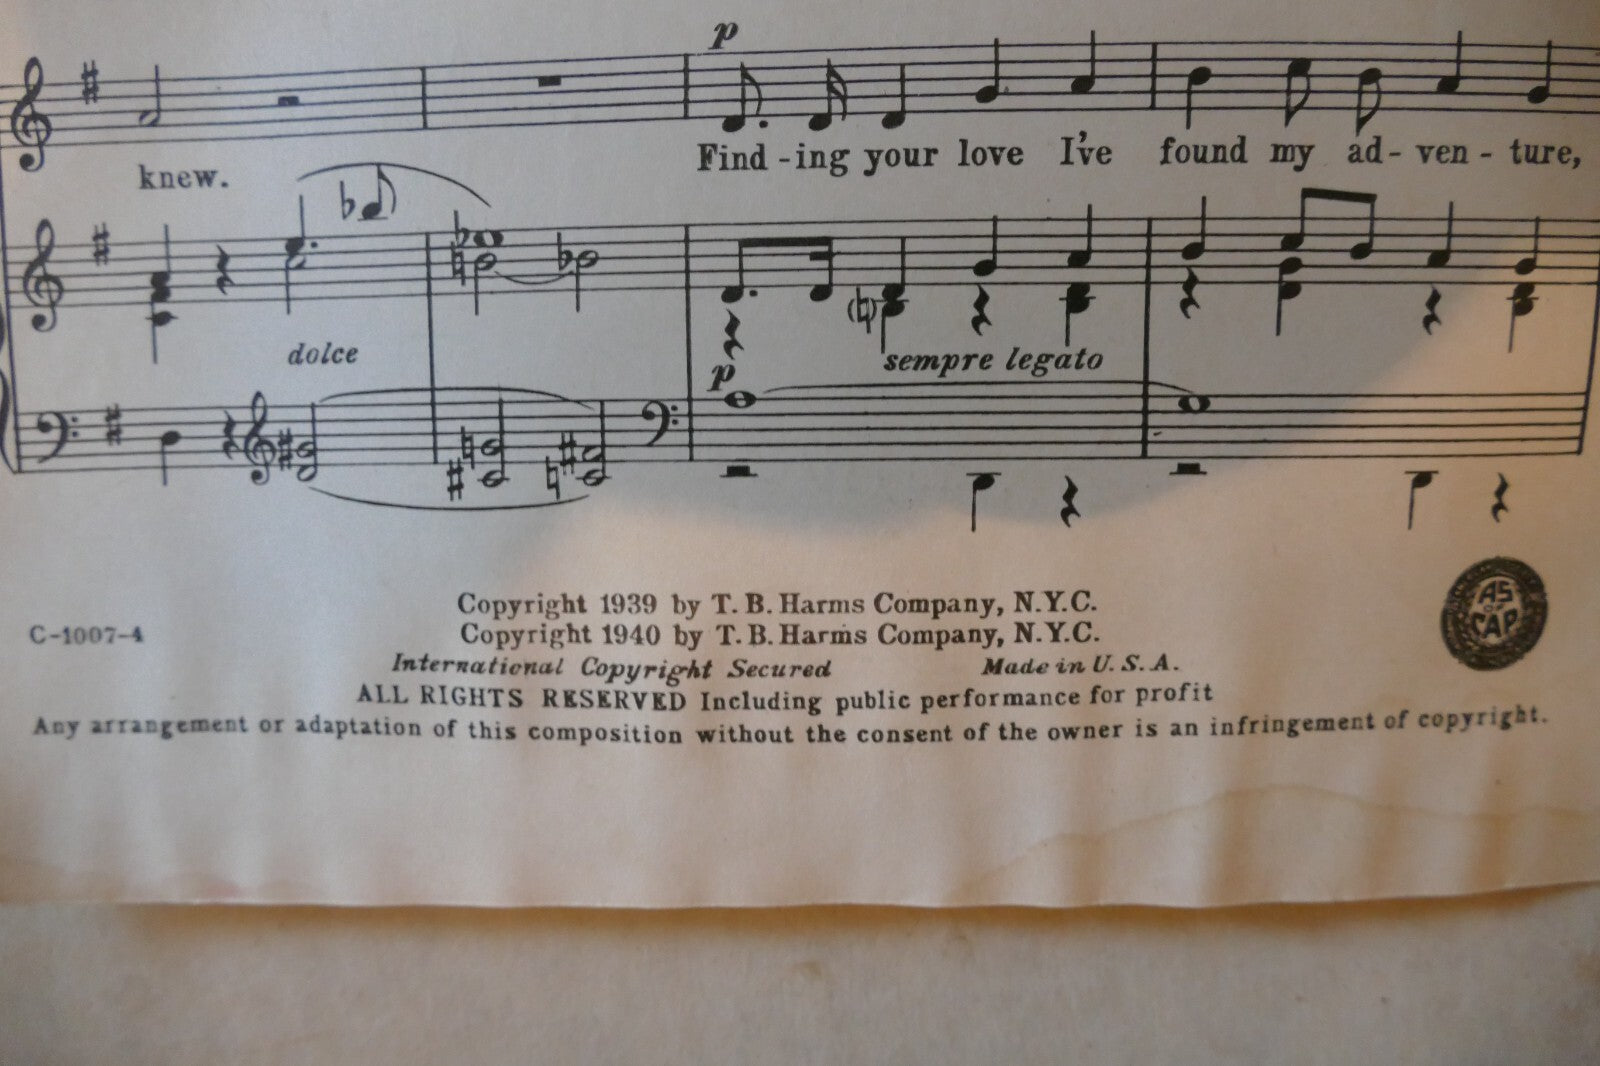 p
Find-ing your love I've found my ad-ven-ture,
knew.
dolce
sempre legato
p
Copyright 1939 by T. B. Harms Company, N.Y.C.
C-1007-4
Copyright 1940 by T. B. Harms Company, N.Y.C.
AS OF CAP
International Copyright Secured Made in U. S. A.
ALL RIGHTS RESERVED Including public performance for profit
Any arrangement or adaptation of this composition without the consent of the owner is an infringement of copyright.